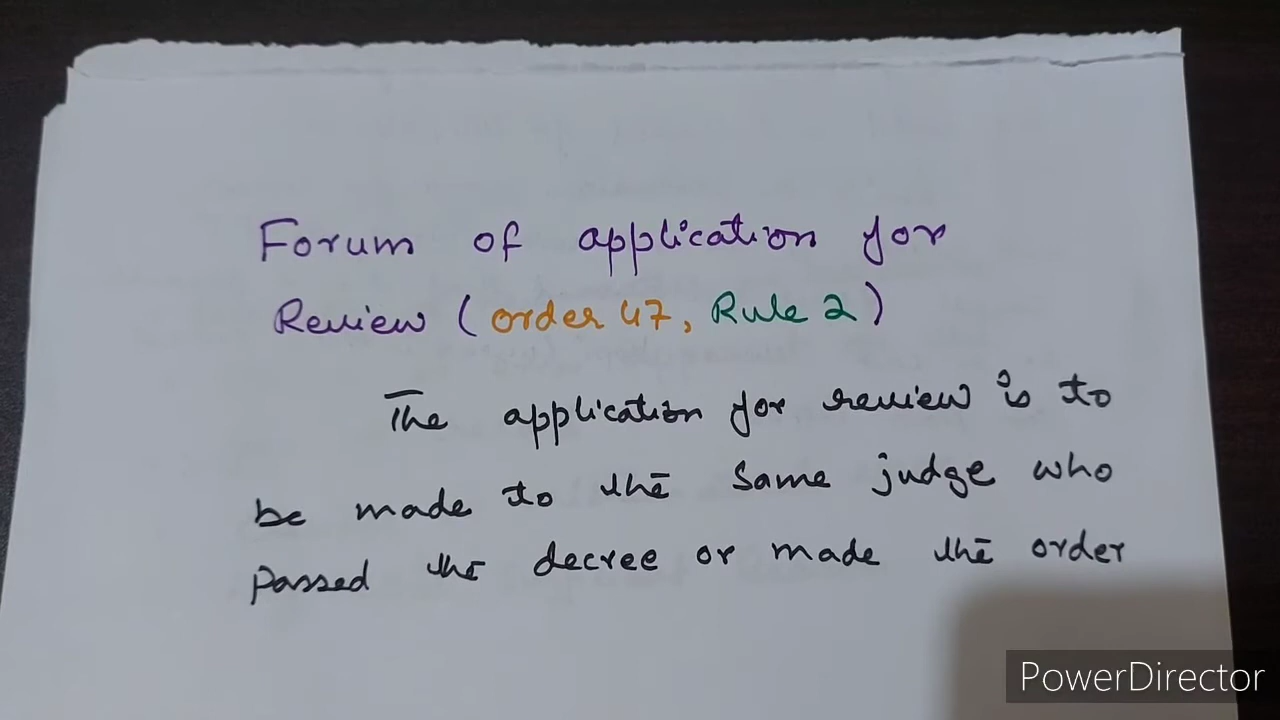 Forum of application for
Review (order 47, Rule 2)
The application for review is to
be made to the same judge who
passed the decree or made the order
PowerDirector